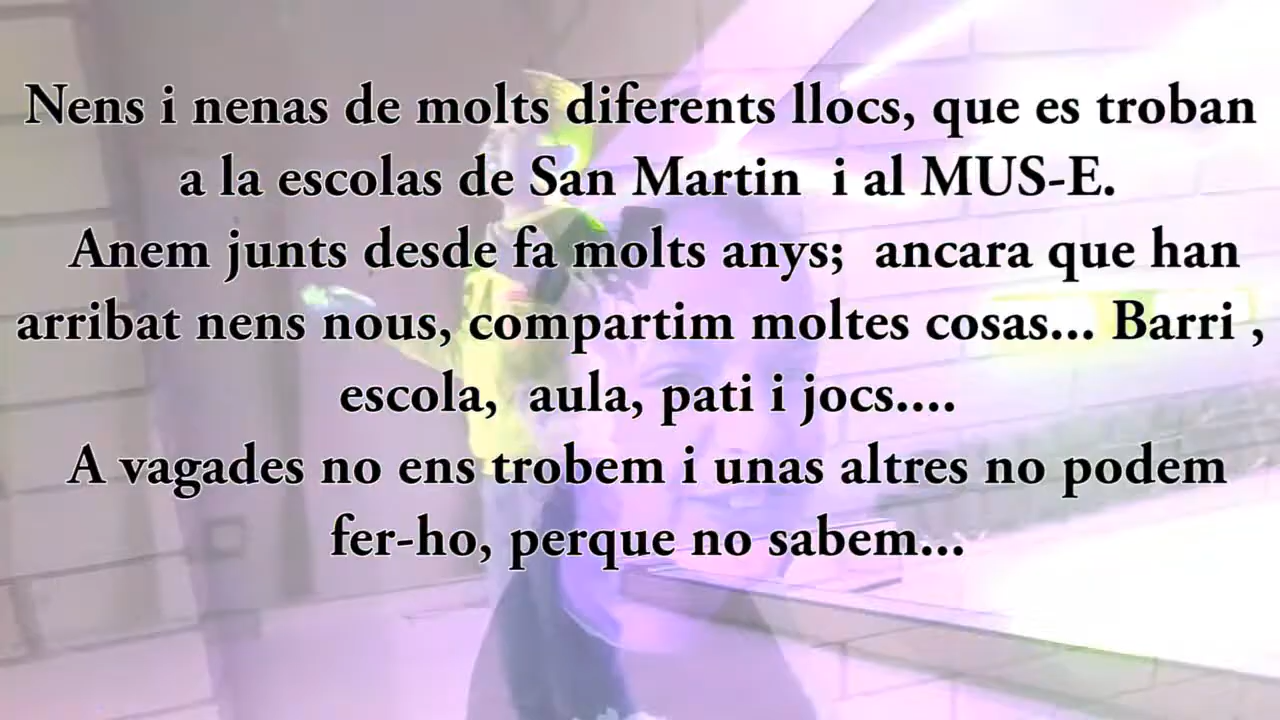 Nens i nenas de molts diferents llocs, que es troban
a la escolas de San Martin i al MUS-E.
Anem junts desde fa molts anys; ancara que han
arribat nens nous, compartim moltes cosas... Barri ,
escola, aula, pati i jocs....
A vagades no ens trobem i unas altres no podem
fer-ho, perque no sabem...